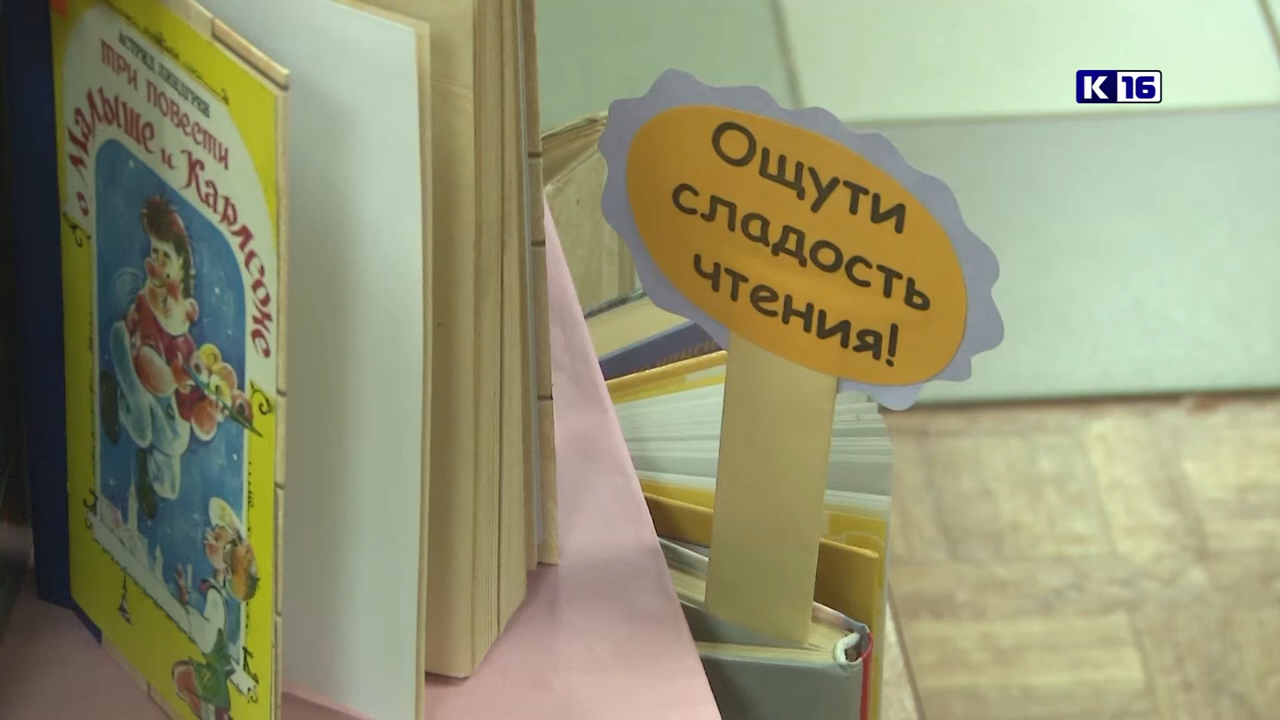 АСТРИД ЛИНДГРЕН
ТРИ ПОВЕСТИ
о МАЛЫШЕ и КАРЛСОНЕ
Ощути
сладость
чтения!
К 16